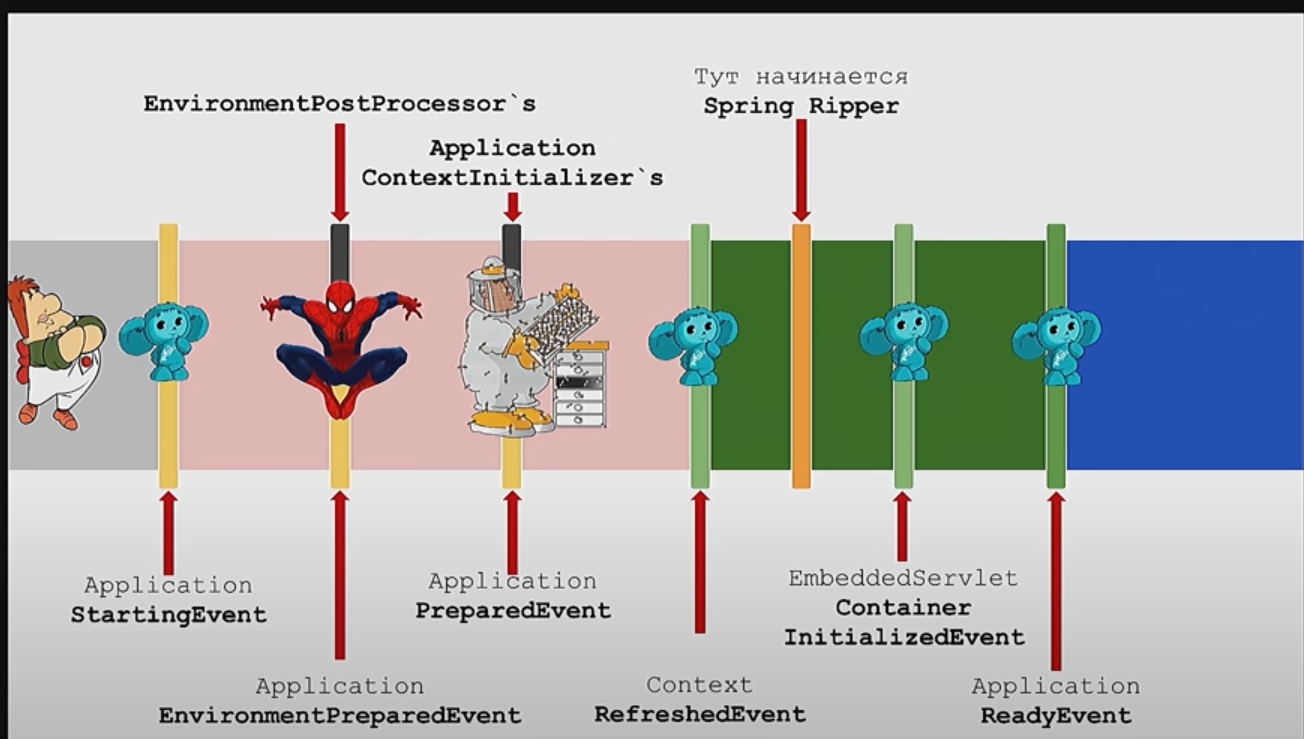 Тут начинается
Spring Ripper
EnvironmentPostProcessor`s
Application
ContextInitializer`s
Application
StartingEvent
Application
EnvironmentPreparedEvent
Application
PreparedEvent
Context
RefreshedEvent
EmbeddedServlet
Container
InitializedEvent
Application
ReadyEvent